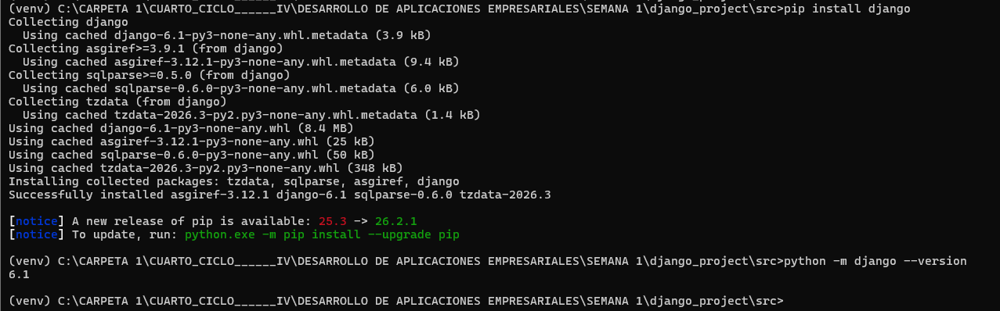 (venv) C:\CARPETA 1\CUARTO_CICLO______IV\DESARROLLO DE APLICACIONES EMPRESARIALES\SEMANA 1\django_project\src>pip install django
Collecting django
  Using cached django-6.1-py3-none-any.whl.metadata (3.9 kB)
Collecting asgiref>=3.9.1 (from django)
  Using cached asgiref-3.12.1-py3-none-any.whl.metadata (9.4 kB)
Collecting sqlparse>=0.5.0 (from django)
  Using cached sqlparse-0.6.0-py3-none-any.whl.metadata (6.0 kB)
Collecting tzdata (from django)
  Using cached tzdata-2026.3-py2.py3-none-any.whl.metadata (1.4 kB)
Using cached django-6.1-py3-none-any.whl (8.4 MB)
Using cached asgiref-3.12.1-py3-none-any.whl (25 kB)
Using cached sqlparse-0.6.0-py3-none-any.whl (50 kB)
Using cached tzdata-2026.3-py2.py3-none-any.whl (348 kB)
Installing collected packages: tzdata, sqlparse, asgiref, django
Successfully installed asgiref-3.12.1 django-6.1 sqlparse-0.6.0 tzdata-2026.3

[notice] A new release of pip is available: 25.3 -> 26.2.1
[notice] To update, run: python.exe -m pip install --upgrade pip

(venv) C:\CARPETA 1\CUARTO_CICLO______IV\DESARROLLO DE APLICACIONES EMPRESARIALES\SEMANA 1\django_project\src>python -m django --version
6.1

(venv) C:\CARPETA 1\CUARTO_CICLO______IV\DESARROLLO DE APLICACIONES EMPRESARIALES\SEMANA 1\django_project\src>